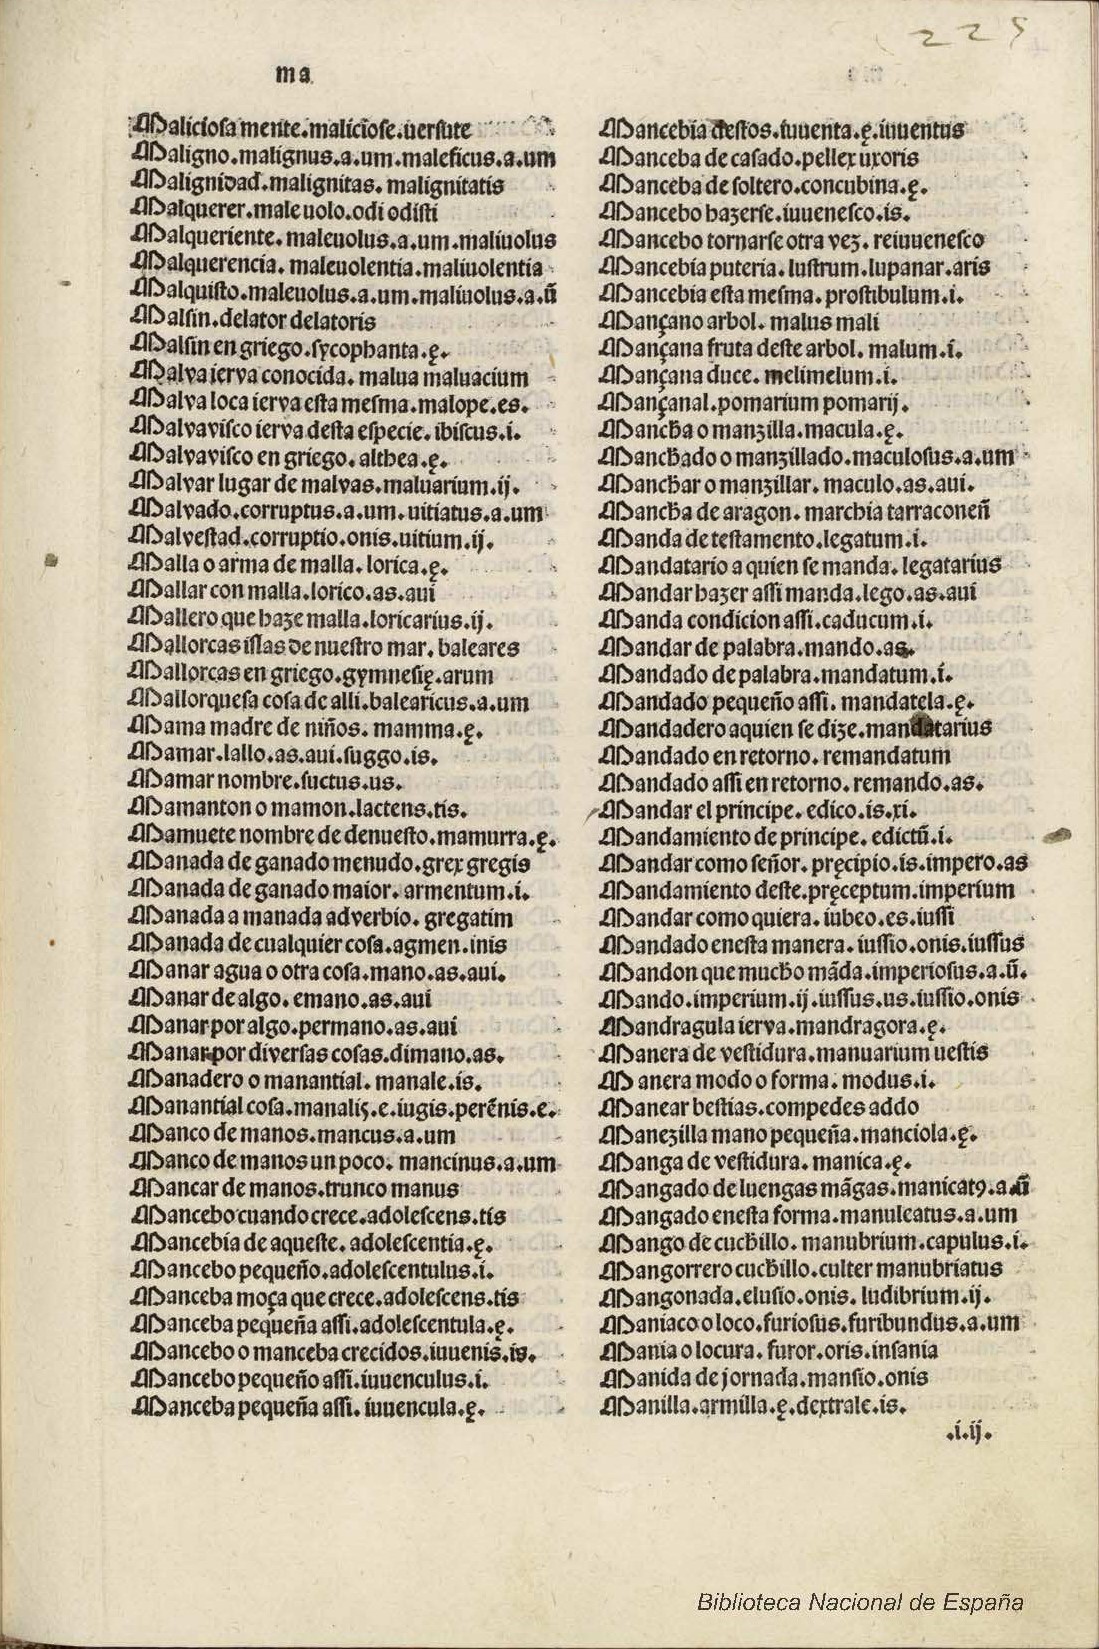 225
ma
Maliciosa mente.maliciose.uersute
Maligno.malignus.a.um.maleficus.a.um
Malignidad.malignitas. malignitatis
Malquerer.male uolo.odi odisti
Malqueriente. maleuolus.a.um.maliuolus
Malquerencia. maleuolentia.maliuolentia
Malquisto.maleuolus.a.um.maliuolus.a.ũ
Malsin.delator delatoris
Malsin en griego.sycophanta.ę.
Malva ierva conocida. malua maluacium
Malva loca ierva esta mesma.malope.es.
Malvavisco ierva desta especie. ibiscus.i.
Malvavisco en griego. althea.ę.
Malvar lugar de malvas.maluarium.ij.
Malvado.corruptus.a.um.uitiatus.a.um
Malvestad.corruptio.onis.uitium.ij.
Malla o arma de malla. lorica.ę.
Mallar con malla.lorico.as.aui
Mallero que haze malla.loricarius.ij.
Mallorcas islas de nuestro mar. baleares
Mallorcas en griego.gymnesię.arum
Mallorquesa cosa de alli.balearicus.a.um
Mama madre de niños. mamma.ę.
Mamar.lallo.as.aui.suggo.is.
Mamar nombre.suctus.us.
Mamanton o mamon.lactens.tis.
Mamuete nombre de denuesto.mamurra.ę.
Manada de ganado menudo.grex gregis
Manada de ganado maior. armentum.i.
Manada a manada adverbio. gregatim
Manada de cualquier cosa.agmen.inis
Manar agua o otra cosa.mano.as.aui.
Manar de algo. emano.as.aui
Manar por algo.permano.as.aui
Manar por diversas cosas.dimano.as.
Manadero o manantial. manale.is.
Manantial cosa.manalis.e.iugis.perẽnis.e.
Manco de manos.mancus.a.um
Manco de manos un poco. mancinus.a.um
Mancar de manos.trunco manus
Mancebo cuando crece.adolescens.tis
Mancebia de aqueste. adolescentia.ę.
Mancebo pequeño.adolescentulus.i.
Manceba moça que crece.adolescens.tis
Manceba pequeña assi.adolescentula.ę.
Mancebo o manceba crecidos.iuuenis.is.
Mancebo pequeño assi.iuuenculus.i.
Manceba pequeña assi. iuuencula.ę.
Mancebia destos.iuuenta.ę.iuuentus
Manceba de casado.pellex uxoris
Manceba de soltero.concubina.ę.
Mancebo hazerse.iuuenesco.is.
Mancebo tornarse otra vez. reiuuenesco
Mancebia puteria. lustrum.lupanar.aris
Mancebia esta mesma. prostibulum.i.
Mançano arbol. malus mali
Mançana fruta deste arbol. malum.i.
Mançana duce. melimelum.i.
Mançanal.pomarium pomarij.
Mancha o manzilla.macula.ę.
Manchado o manzillado.maculosus.a.um
Manchar o manzillar. maculo.as.aui.
Mancha de aragon. marchia tarraconeñ
Manda de testamento.legatum.i.
Mandatario a quien se manda. legatarius
Mandar hazer assi manda.lego.as.aui
Manda condicion assi.caducum.i.
Mandar de palabra.mando.as.
Mandado de palabra.mandatum.i.
Mandado pequeño assi. mandatela.ę.
Mandadero aquien se dize.mandatarius
Mandado en retorno. remandatum
Mandado assi en retorno. remando.as.
Mandar el principe. edico.is.xi.
Mandamiento de principe. edictũ.i.
Mandar como señor. pręcipio.is.impero.as
Mandamiento deste.pręceptum.imperium
Mandar como quiera. iubeo.es.iussi
Mandado enesta manera. iussio.onis.iussus
Mandon que mucho mãda.imperiosus.a.ũ.
Mando.imperium.ij.iussus.us.iussio.onis
Mandragula ierva.mandragora.ę.
Manera de vestidura.manuarium uestis
Manera modo o forma. modus.i.
Manear bestias.compedes addo
Manezilla mano pequeña.manciola.ę.
Manga de vestidura. manica.ę.
Mangado de luengas mãgas.manicatꝯ.a.ũ
Mangado enesta forma.manuleatus.a.um
Mango de cuchillo. manubrium.capulus.i.
Mangorrero cuchillo.culter manubriatus
Mangonada.elusio.onis. ludibrium.ij.
Maniaco o loco.furiosus.furibundus.a.um
Mania o locura. furor.oris.insania
Manida de jornada.mansio.onis
Manilla.armilla.ę.dextrale.is.
.i.ij.
Biblioteca Nacional de España